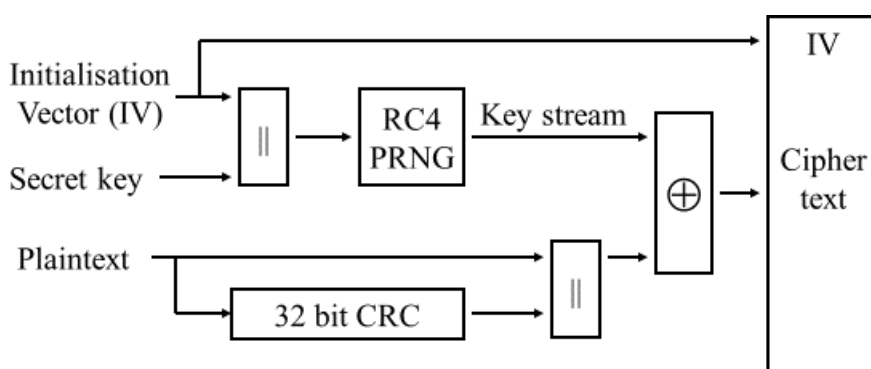 IV
Initialisation
Vector (IV)
||
RC4
PRNG
Key stream
Secret key
⊕
Cipher
text
Plaintext
||
32 bit CRC